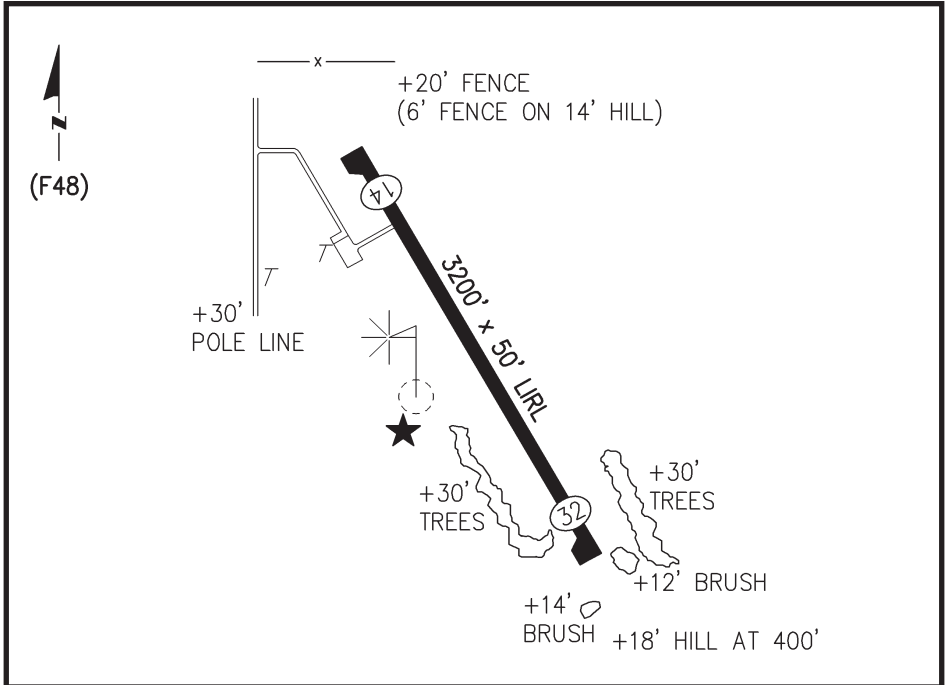 x
+20' FENCE
(6' FENCE ON 14' HILL)
N
(F48)
14
3200' x 50' LIRL
+30'
POLE LINE
+30'
TREES
+30'
TREES
32
+12' BRUSH
+14'
BRUSH
+18' HILL AT 400'